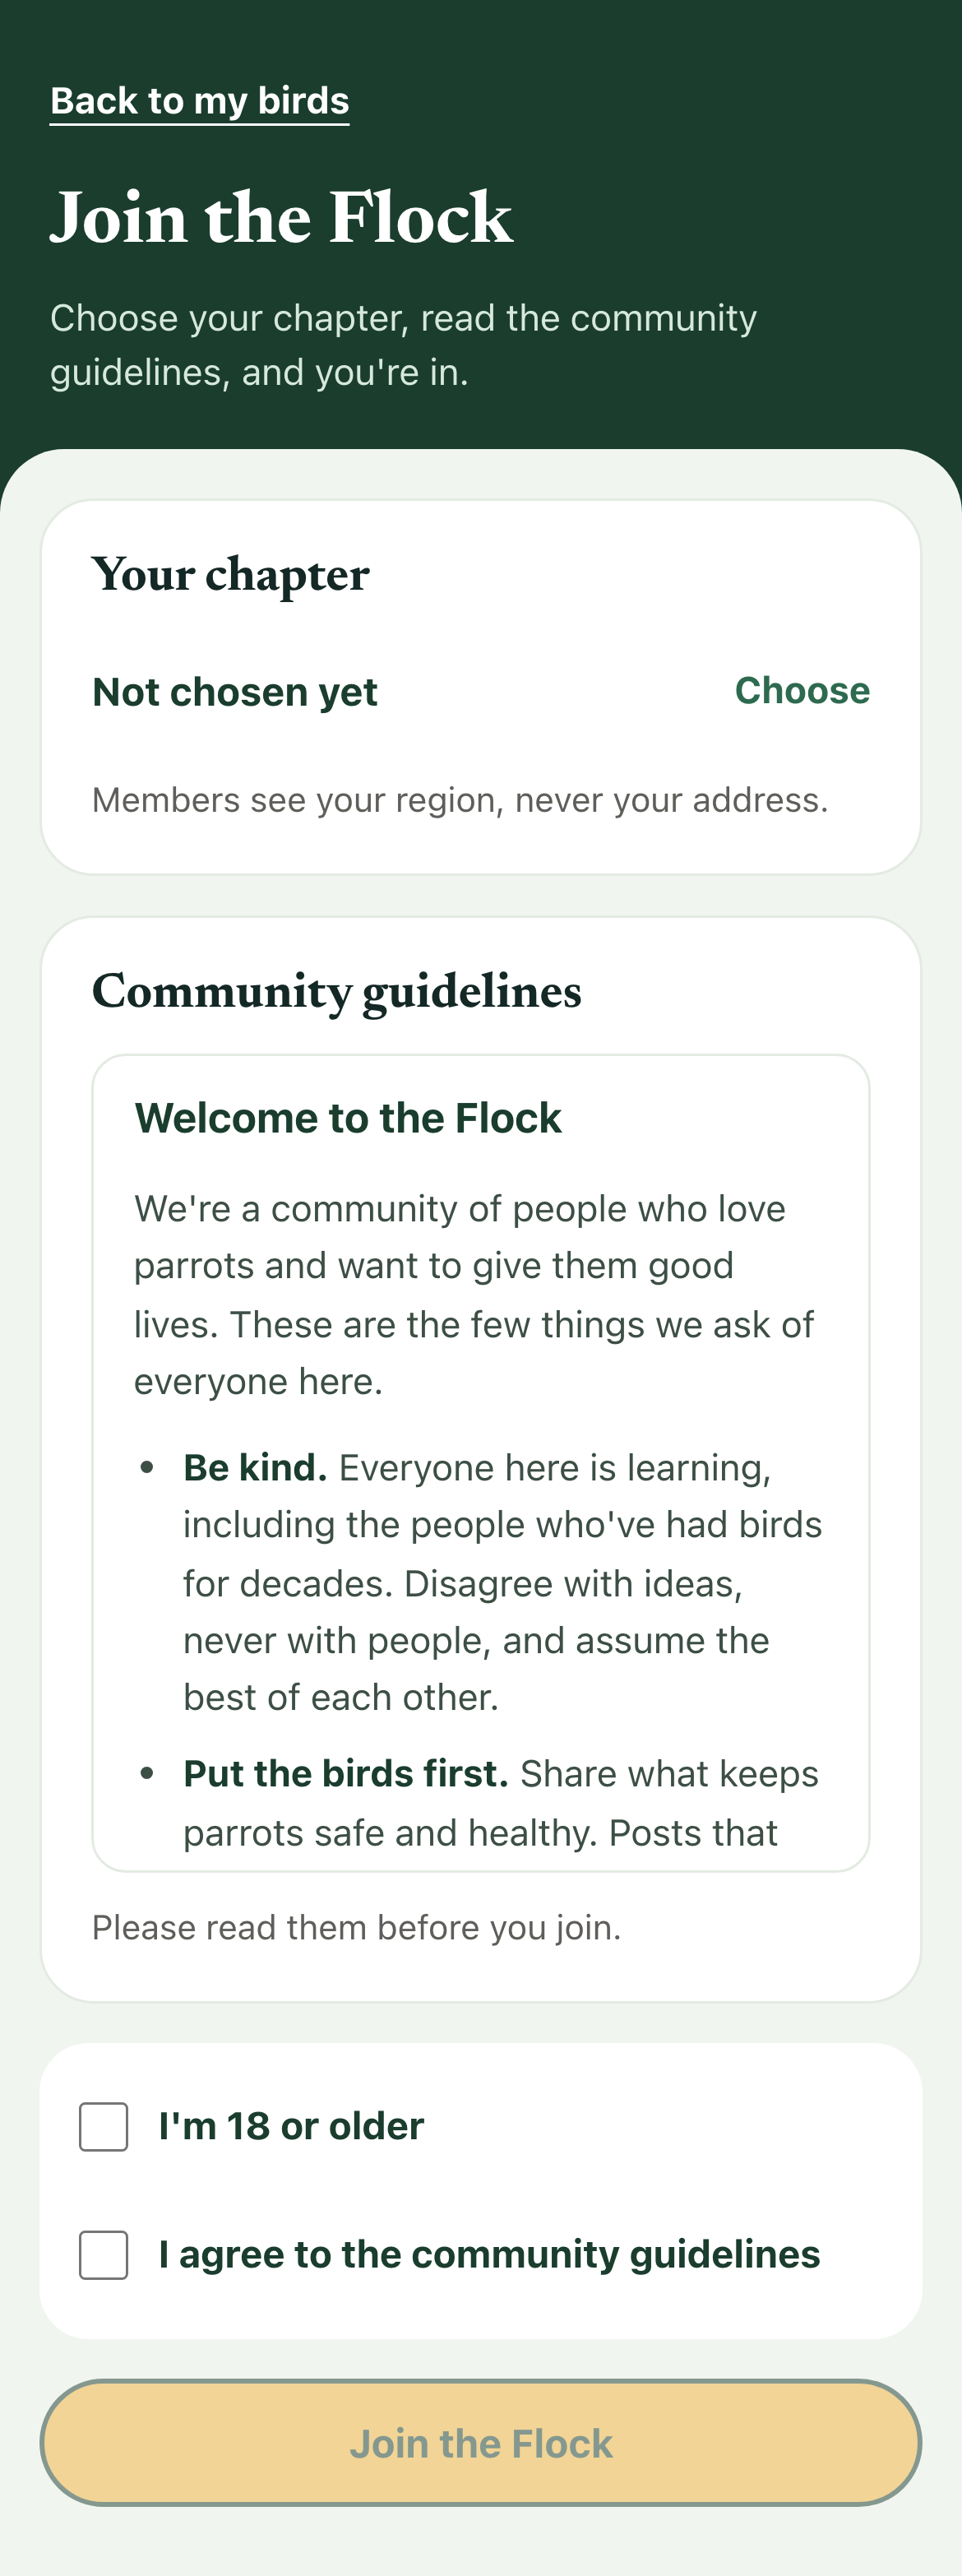 Back to my birds
Join the Flock
Choose your chapter, read the community
guidelines, and you're in.
Your chapter
Not chosen yet
Choose
Members see your region, never your address.
Community guidelines
Welcome to the Flock
We're a community of people who love
parrots and want to give them good
lives. These are the few things we ask of
everyone here.
• Be kind. Everyone here is learning,
including the people who've had birds
for decades. Disagree with ideas,
never with people, and assume the
best of each other.
• Put the birds first. Share what keeps
parrots safe and healthy. Posts that
Please read them before you join.
I'm 18 or older
I agree to the community guidelines
Join the Flock